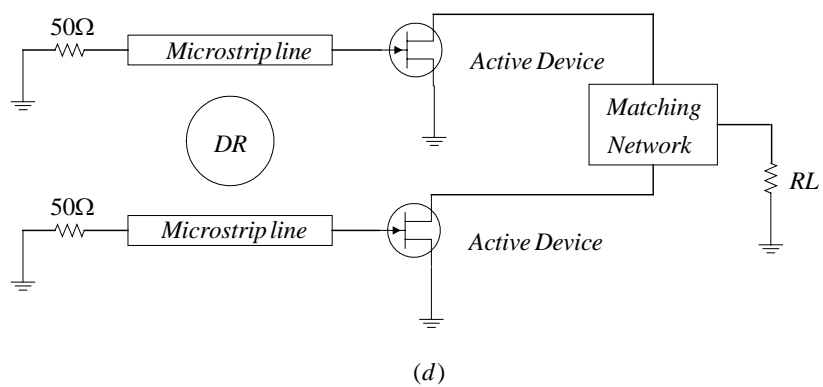 50Ω
Microstrip line
Active Device
Matching
Network
DR
RL
50Ω
Microstrip line
Active Device
(d)